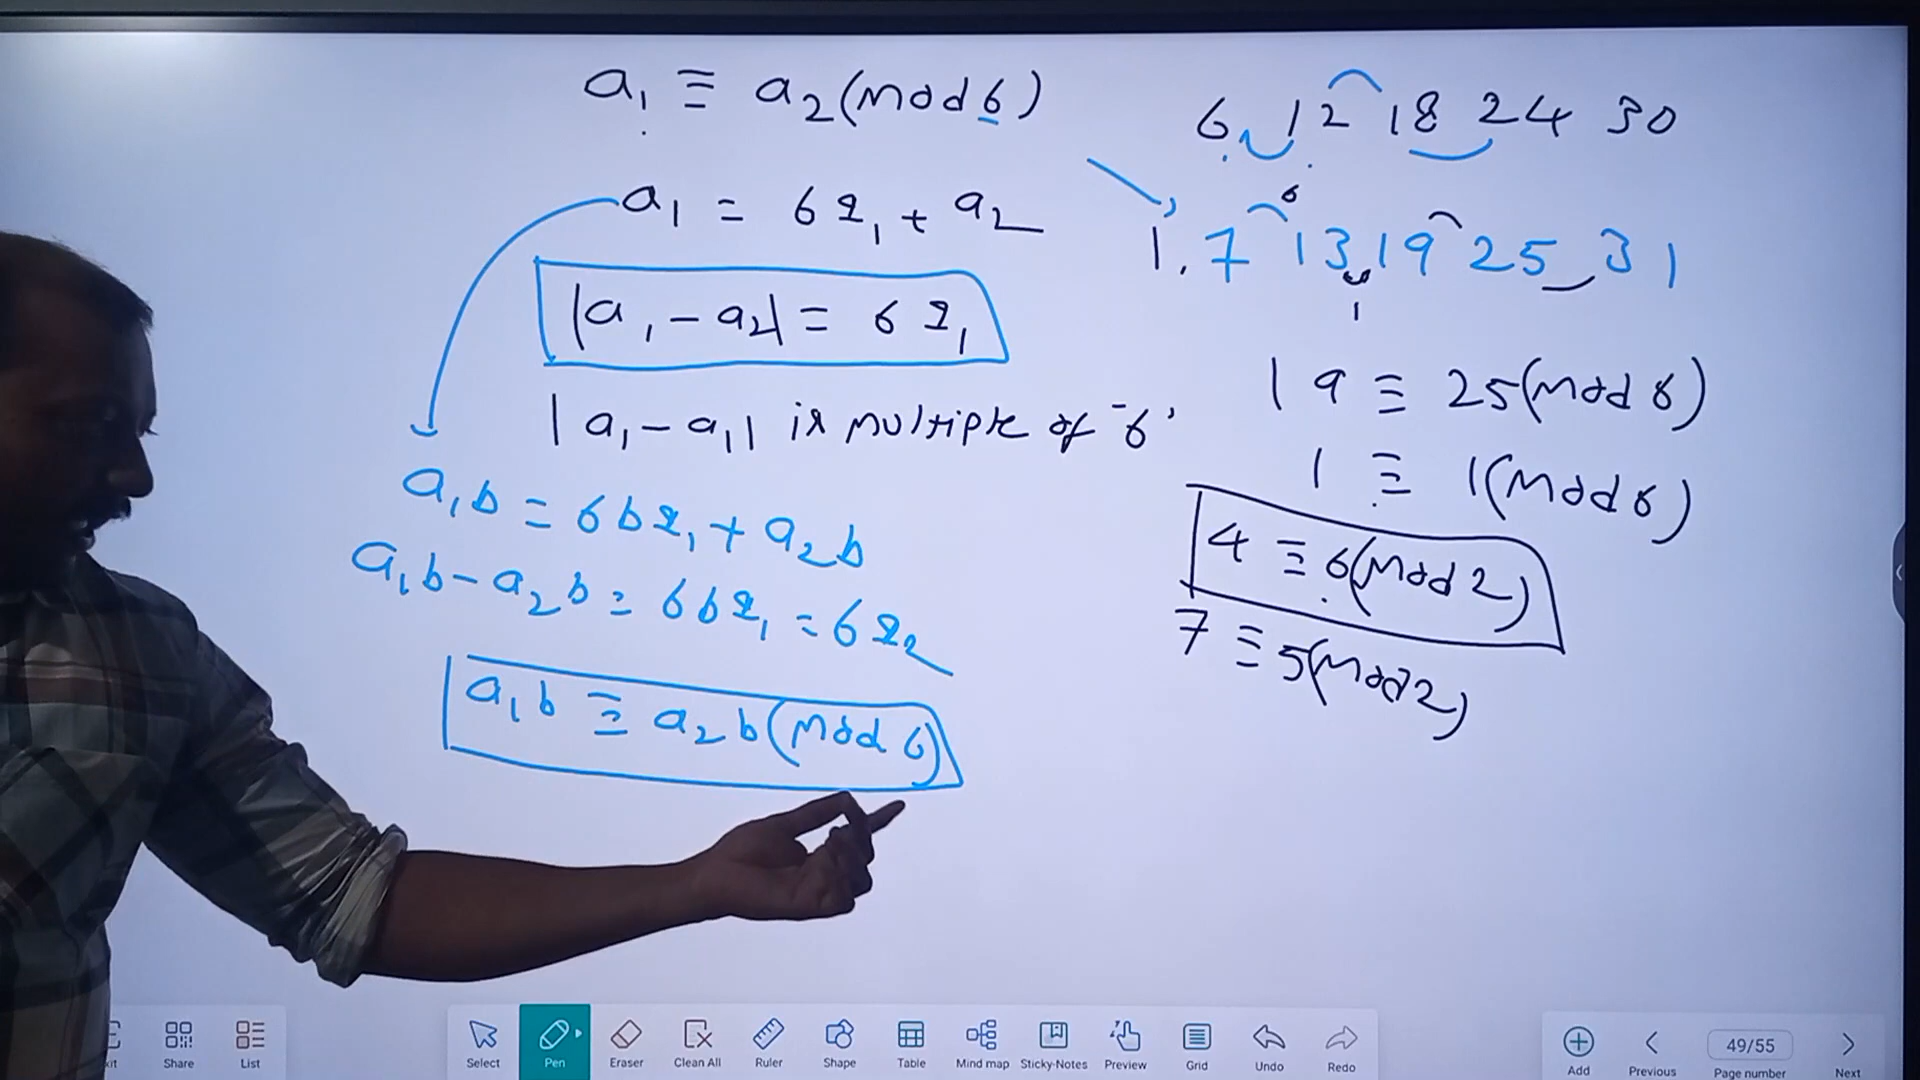 a₁ ≡ a₂(mod 6)
a₁ = 6q₁ + a₂
|a₁ - a₂| = 6q₁
|a₁ - a₁| is multiple of "6"
a₁b = 6bq₁ + a₂b
a₁b - a₂b = 6bq₁ = 6q₂
a₁b ≡ a₂b(mod 6)
6, 12 18 24 30
6
1, 7 13, 19 25 31
1
19 ≡ 25(mod 6)
1 ≡ 1(mod 6)
4 ≡ 6(mod 2)
7 ≡ 5(mod 2)
Share List Select Pen Eraser Clean All Ruler Shape Table Mind map Sticky-Notes Preview Grid Undo Redo Add Previous 49/55 Page number Next